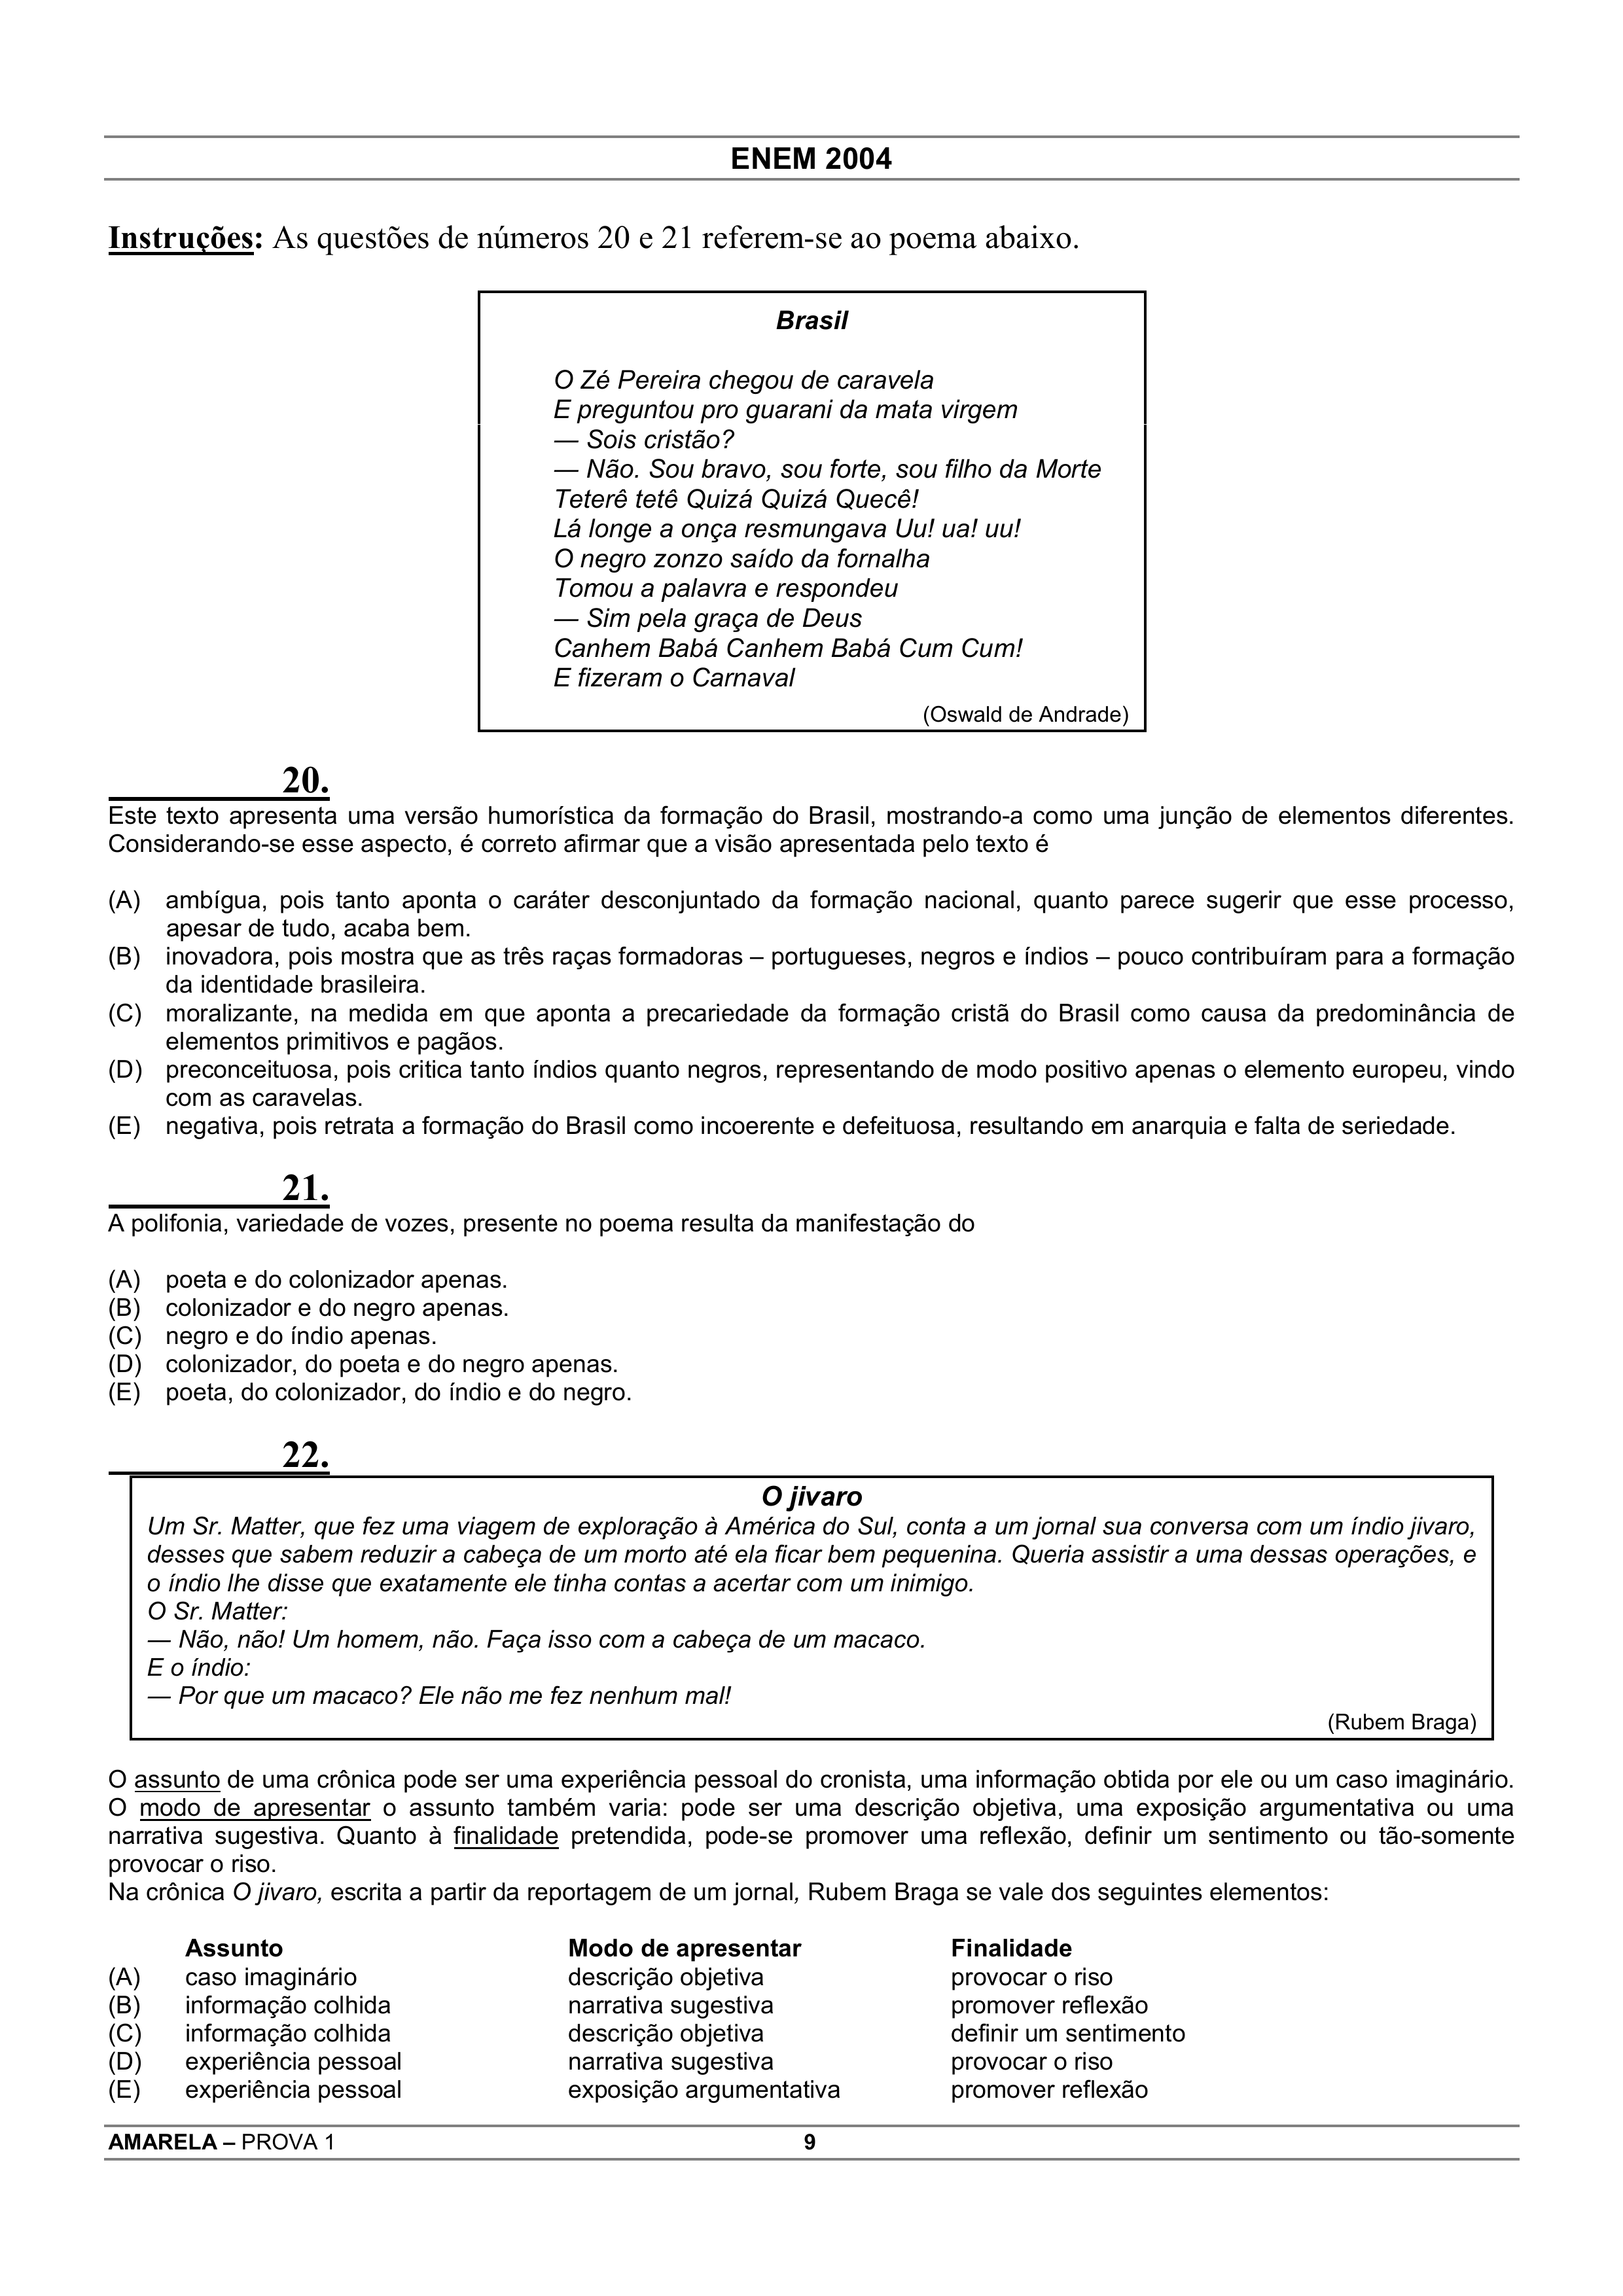 ENEM 2004
Instruções: As questões de números 20 e 21 referem-se ao poema abaixo.
Brasil
O Zé Pereira chegou de caravela
E preguntou pro guarani da mata virgem
— Sois cristão?
— Não. Sou bravo, sou forte, sou filho da Morte
Teterê tetê Quizá Quizá Quecê!
Lá longe a onça resmungava Uu! ua! uu!
O negro zonzo saído da fornalha
Tomou a palavra e respondeu
— Sim pela graça de Deus
Canhem Babá Canhem Babá Cum Cum!
E fizeram o Carnaval
(Oswald de Andrade)
20.
Este texto apresenta uma versão humorística da formação do Brasil, mostrando-a como uma junção de elementos diferentes.
Considerando-se esse aspecto, é correto afirmar que a visão apresentada pelo texto é
(A) ambígua, pois tanto aponta o caráter desconjuntado da formação nacional, quanto parece sugerir que esse processo,
apesar de tudo, acaba bem.
(B) inovadora, pois mostra que as três raças formadoras – portugueses, negros e índios – pouco contribuíram para a formação
da identidade brasileira.
(C) moralizante, na medida em que aponta a precariedade da formação cristã do Brasil como causa da predominância de
elementos primitivos e pagãos.
(D) preconceituosa, pois critica tanto índios quanto negros, representando de modo positivo apenas o elemento europeu, vindo
com as caravelas.
(E) negativa, pois retrata a formação do Brasil como incoerente e defeituosa, resultando em anarquia e falta de seriedade.
21.
A polifonia, variedade de vozes, presente no poema resulta da manifestação do
(A) poeta e do colonizador apenas.
(B) colonizador e do negro apenas.
(C) negro e do índio apenas.
(D) colonizador, do poeta e do negro apenas.
(E) poeta, do colonizador, do índio e do negro.
22.
O jivaro
Um Sr. Matter, que fez uma viagem de exploração à América do Sul, conta a um jornal sua conversa com um índio jivaro,
desses que sabem reduzir a cabeça de um morto até ela ficar bem pequenina. Queria assistir a uma dessas operações, e
o índio lhe disse que exatamente ele tinha contas a acertar com um inimigo.
O Sr. Matter:
— Não, não! Um homem, não. Faça isso com a cabeça de um macaco.
E o índio:
— Por que um macaco? Ele não me fez nenhum mal!
(Rubem Braga)
O assunto de uma crônica pode ser uma experiência pessoal do cronista, uma informação obtida por ele ou um caso imaginário.
O modo de apresentar o assunto também varia: pode ser uma descrição objetiva, uma exposição argumentativa ou uma
narrativa sugestiva. Quanto à finalidade pretendida, pode-se promover uma reflexão, definir um sentimento ou tão-somente
provocar o riso.
Na crônica O jivaro, escrita a partir da reportagem de um jornal, Rubem Braga se vale dos seguintes elementos:
Assunto Modo de apresentar Finalidade
(A) caso imaginário descrição objetiva provocar o riso
(B) informação colhida narrativa sugestiva promover reflexão
(C) informação colhida descrição objetiva definir um sentimento
(D) experiência pessoal narrativa sugestiva provocar o riso
(E) experiência pessoal exposição argumentativa promover reflexão
AMARELA – PROVA 1 9